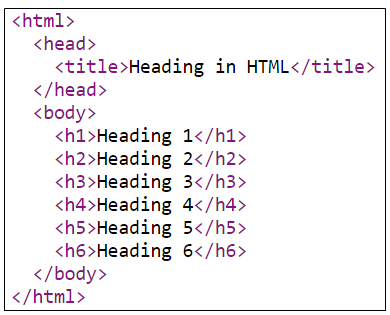 <html>
  <head>
    <title>Heading in HTML</title>
  </head>
  <body>
    <h1>Heading 1</h1>
    <h2>Heading 2</h2>
    <h3>Heading 3</h3>
    <h4>Heading 4</h4>
    <h5>Heading 5</h5>
    <h6>Heading 6</h6>
  </body>
</html>